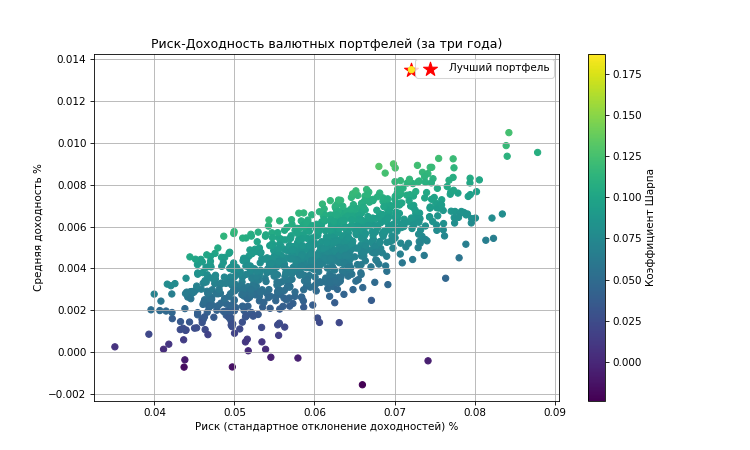 Риск-Доходность валютных портфелей (за три года)
Лучший портфель
0.014
0.012
0.010
0.008
0.006
0.004
0.002
0.000
−0.002
Средняя доходность %
0.04 0.05 0.06 0.07 0.08 0.09
Риск (стандартное отклонение доходностей) %
0.175
0.150
0.125
0.100
0.075
0.050
0.025
0.000
Коэффициент Шарпа